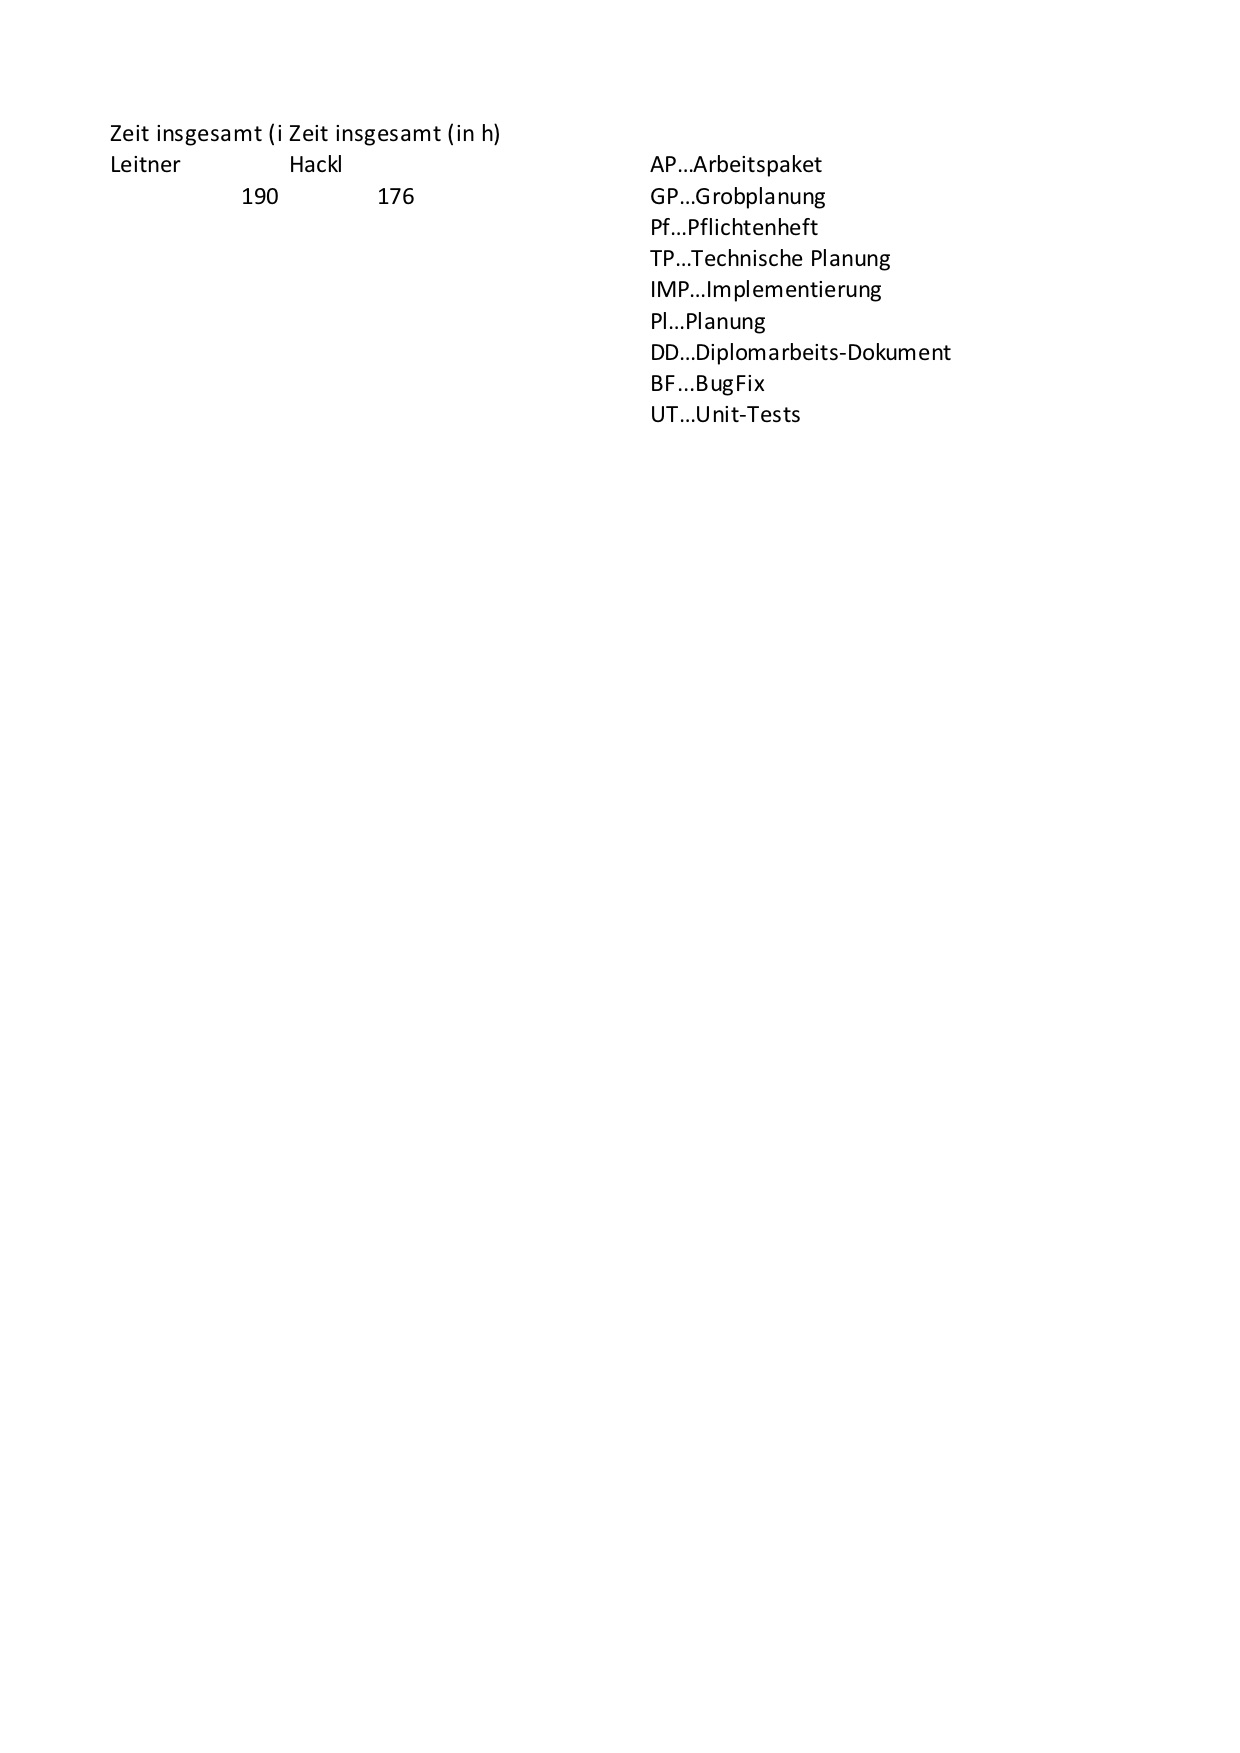 Zeit insgesamt (i Zeit insgesamt (in h)
Leitner Hackl AP...Arbeitspaket
190 176 GP...Grobplanung
Pf...Pflichtenheft
TP...Technische Planung
IMP...Implementierung
Pl...Planung
DD...Diplomarbeits-Dokument
BF...BugFix
UT...Unit-Tests